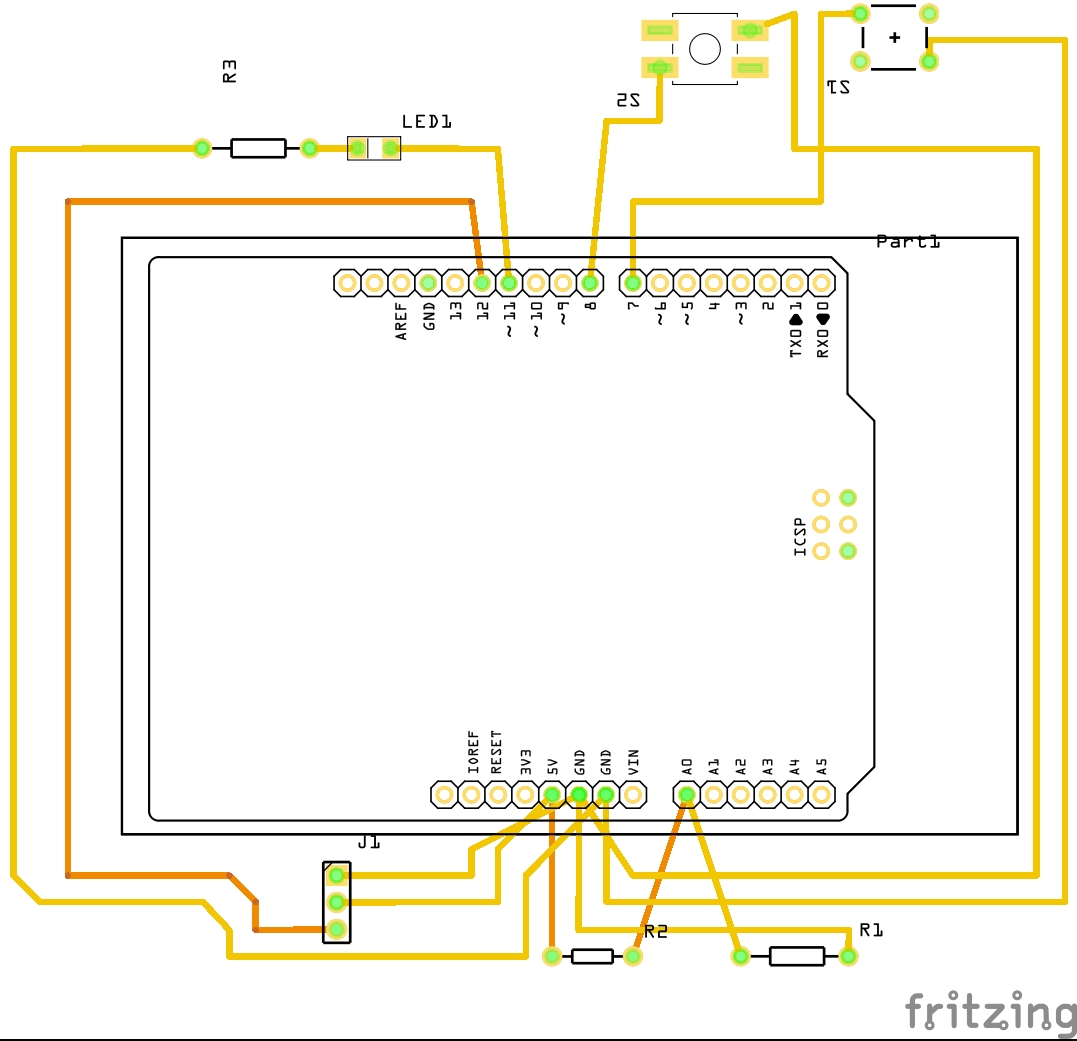 R3
LED1
S2
S1
Part1
AREF
GND
13
12
~11
~10
~9
8
7
~6
~5
4
~3
2
TX0▶1
RX0◀0
ICSP
IOREF
RESET
3V3
5V
GND
GND
VIN
A0
A1
A2
A3
A4
A5
J1
R2
R1
fritzing